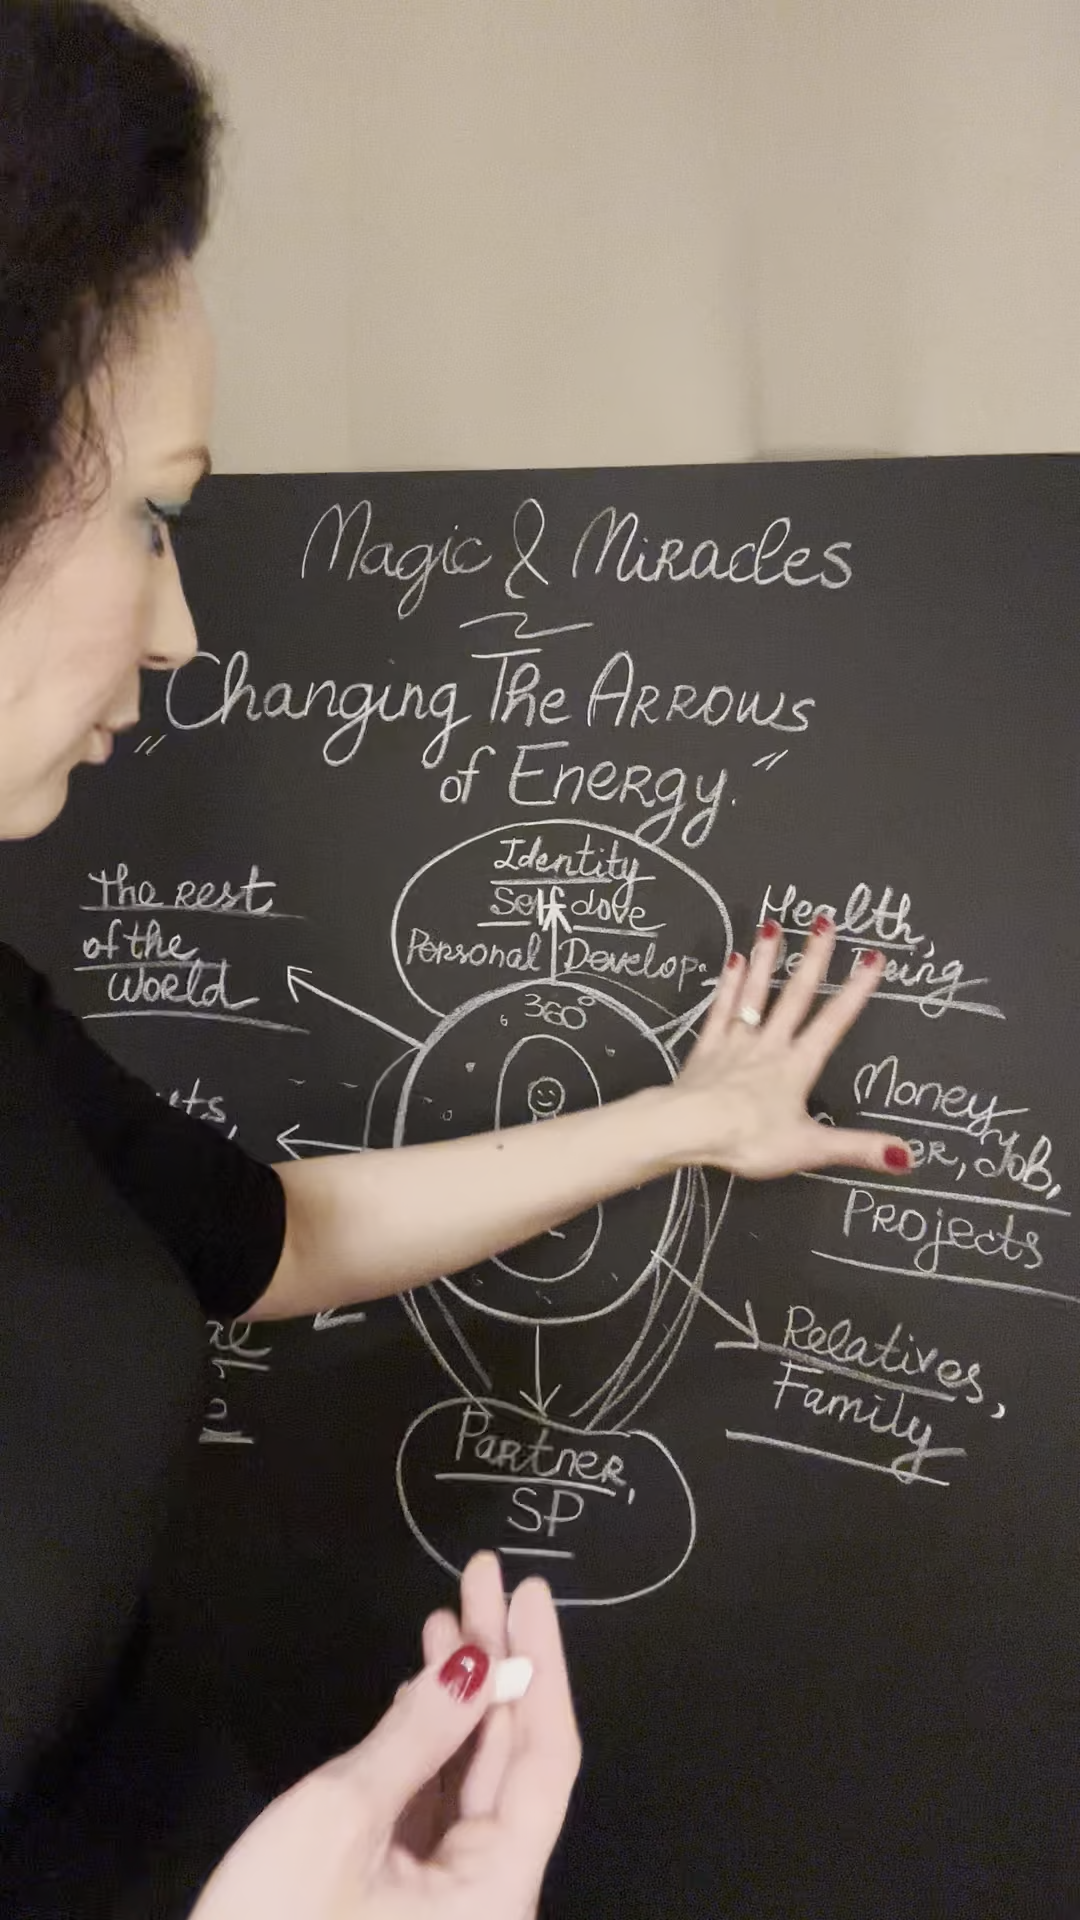 Magic & Miracles
Changing The Arrows
of Energy."
Identity
Self Love
Personal Develop.
360°
The rest
of the
World
Health,
Being
Money
Job,
Projects
Relatives,
Family
Partner,
SP